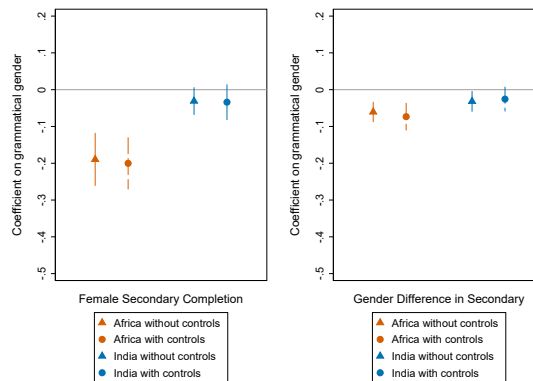 Coefficient on grammatical gender
.2
.1
0
-.1
-.2
-.3
-.4
-.5
Female Secondary Completion
Africa without controls
Africa with controls
India without controls
India with controls
Coefficient on grammatical gender
.2
.1
0
-.1
-.2
-.3
-.4
-.5
Gender Difference in Secondary
Africa without controls
Africa with controls
India without controls
India with controls